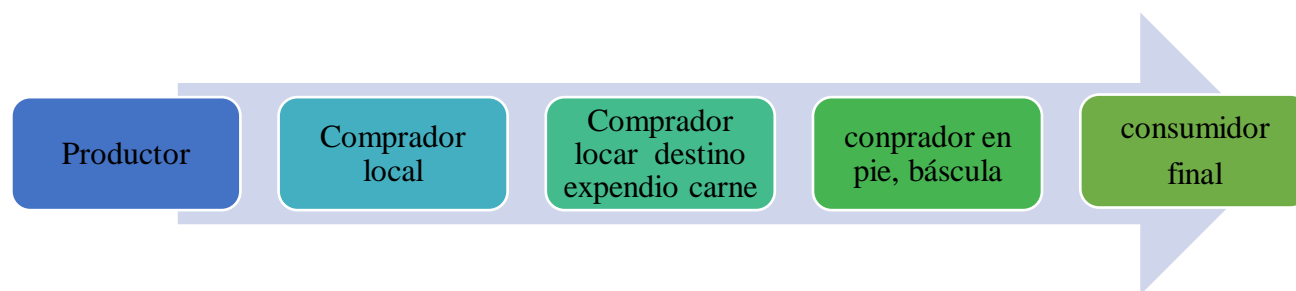 Productor
Comprador
local
Comprador
locar destino
expendio carne
conprador en
pie, báscula
consumidor
final